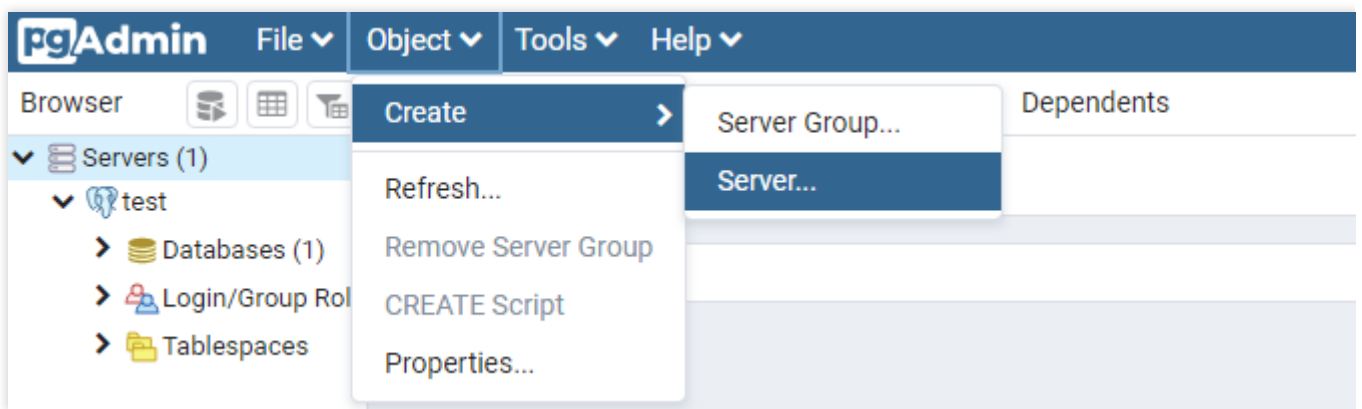 pgAdmin File Object Tools Help
Browser Dependents
Create
Server Group...
Servers (1)
Server...
Refresh...
test
Remove Server Group
Databases (1)
Login/Group Rol
CREATE Script
Tablespaces
Properties...